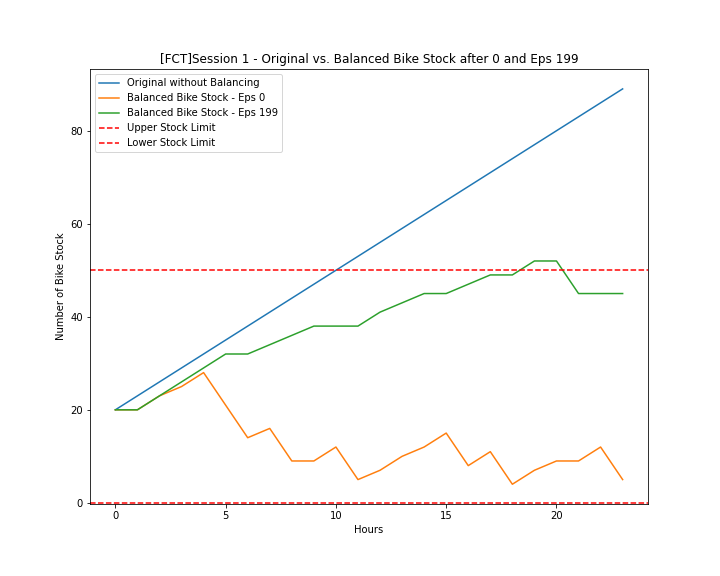 [FCT]Session 1 - Original vs. Balanced Bike Stock after 0 and Eps 199
Original without Balancing
Balanced Bike Stock - Eps 0
Balanced Bike Stock - Eps 199
Upper Stock Limit
Lower Stock Limit
Number of Bike Stock
80
60
40
20
0
0 5 10 15 20
Hours